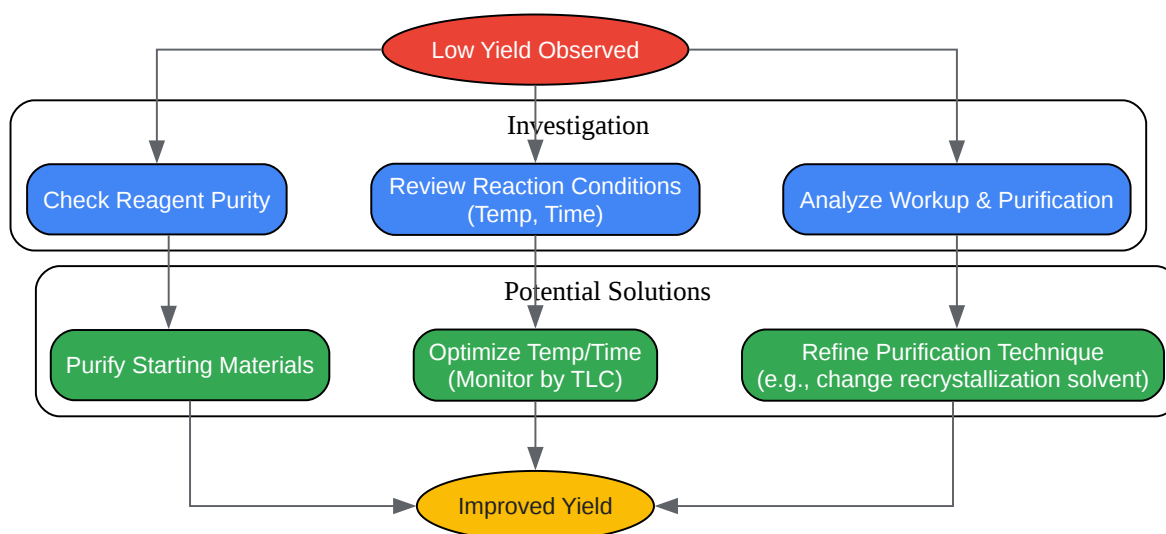 Low Yield Observed
Investigation
Check Reagent Purity
Review Reaction Conditions
(Temp, Time)
Analyze Workup & Purification
Potential Solutions
Purify Starting Materials
Optimize Temp/Time
(Monitor by TLC)
Refine Purification Technique
(e.g., change recrystallization solvent)
Improved Yield